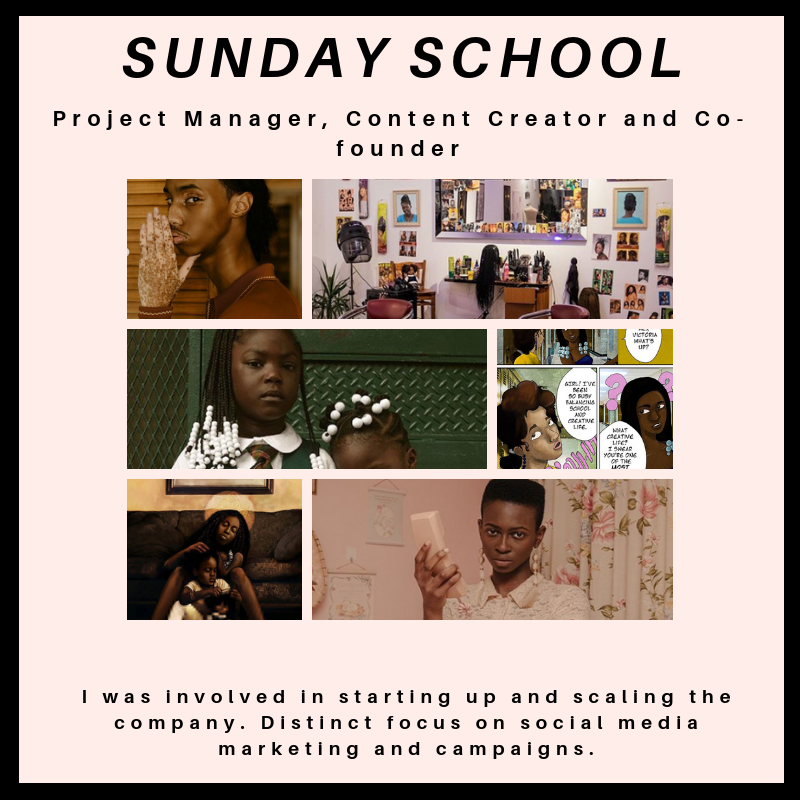 SUNDAY SCHOOL
Project Manager, Content Creator and Co-
founder
HEY,
VICTORIA
WHAT'S
UP?
GIRL! I'VE
BEEN
SO BUSY
BALANCING
SCHOOL
AND
CREATIVE
LIFE.
WHAT
CREATIVE
LIFE?
I SWEAR
YOU'RE ONE
OF THE
MOST
I was involved in starting up and scaling the
company. Distinct focus on social media
marketing and campaigns.